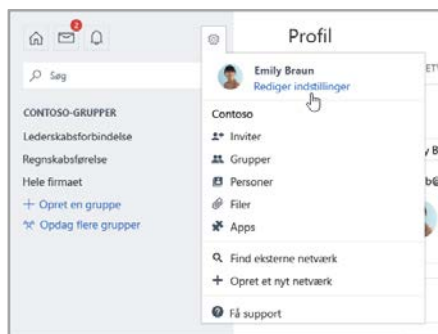 2
Profil
Søg
Emily Braun
Rediger indstillinger
CONTOSO-GRUPPER
Lederskabsforbindelse
Regnskabsførelse
Hele firmaet
+ Opret en gruppe
Opdag flere grupper
Contoso
Inviter
Grupper
Personer
Filer
Apps
Find eksterne netværk
+ Opret et nyt netværk
Få support